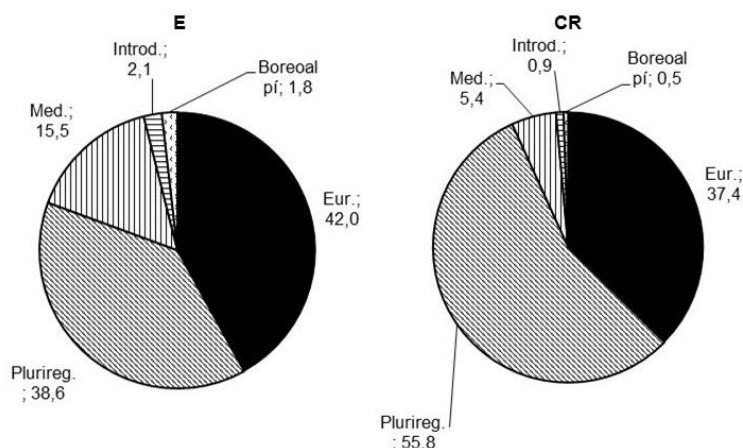 E
Introd.;
2,1
Boreoal
pí; 1,8
Med.;
15,5
Eur.;
42,0
Plurireg.
; 38,6
CR
Introd.;
0,9
Boreoal
pí; 0,5
Med.;
5,4
Eur.;
37,4
Plurireg.
; 55,8